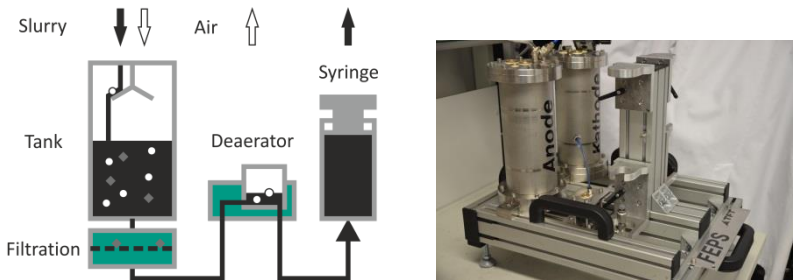 Slurry
Air
Syringe
Tank
Deaerator
Filtration
Anode
Kathode
FEPS